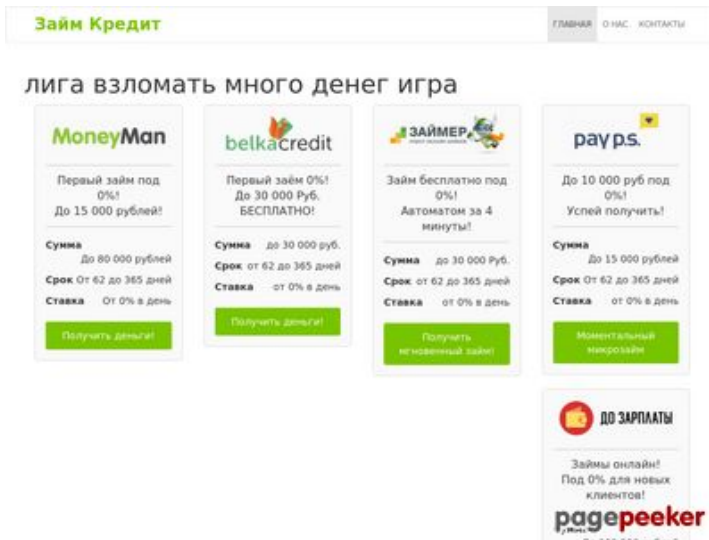 Займ Кредит
ГЛАВНАЯ О НАС КОНТАКТЫ
лига взломать много денег игра
MoneyMan
Первый займ под
0%!
До 15 000 рублей!
Сумма
До 80 000 рублей
Срок От 62 до 365 дней
Ставка От 0% в день
Получить деньги!
belkacredit
Первый заём 0%!
До 30 000 Руб.
БЕСПЛАТНО!
Сумма до 30 000 руб.
Срок от 62 до 365 дней
Ставка от 0% в день
Получить деньги!
ЗАЙМЕР
Займ бесплатно под
0%!
Автоматом за 4
минуты!
Сумма до 30 000 Руб.
Срок от 62 до 365 дней
Ставка от 0% в день
Получить
мгновенный займ!
pay p.s.
До 10 000 руб под
0%!
Успей получить!
Сумма
До 15 000 рублей
Срок От 62 до 365 дней
Ставка От 0% в день
Моментальный
микрозайм
ДО ЗАРПЛАТЫ
Займы онлайн!
Под 0% для новых
клиентов!
pagepeeker